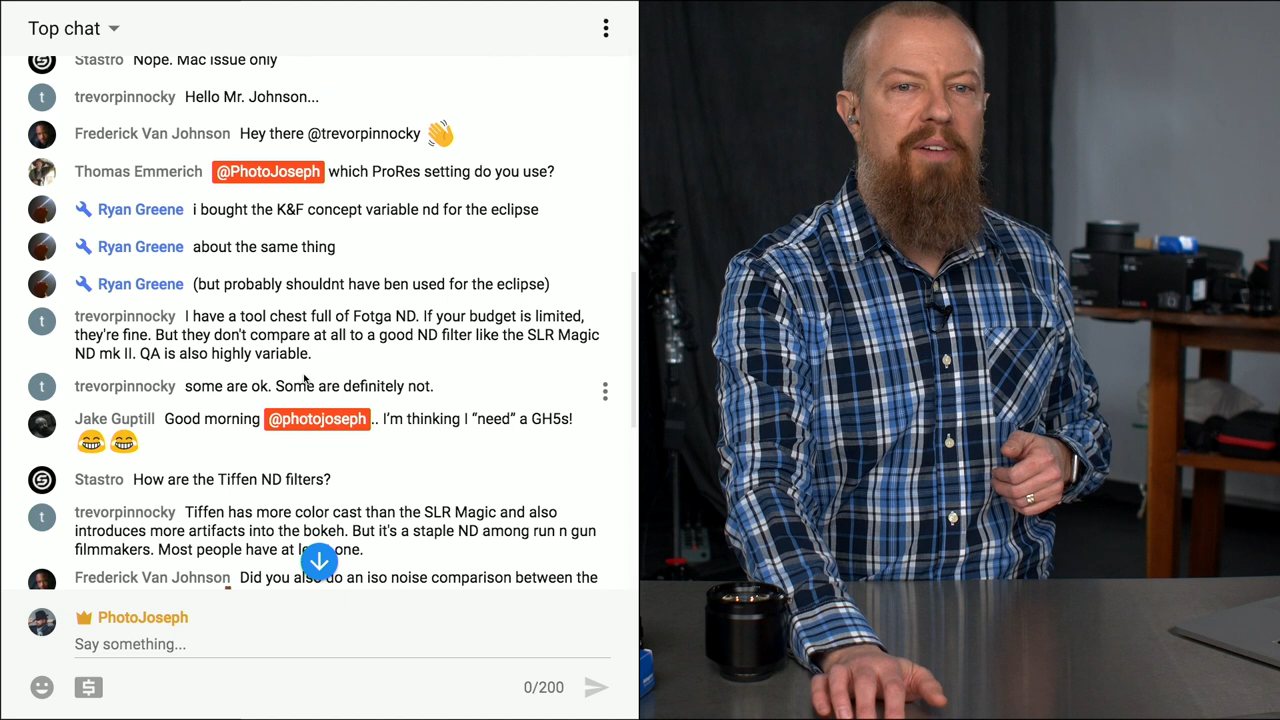 Top chat
Stastro Nope. Mac issue only
t trevorpinnocky Hello Mr. Johnson...
Frederick Van Johnson Hey there @trevorpinnocky
Thomas Emmerich @PhotoJoseph which ProRes setting do you use?
Ryan Greene i bought the K&F concept variable nd for the eclipse
Ryan Greene about the same thing
Ryan Greene (but probably shouldnt have ben used for the eclipse)
t trevorpinnocky I have a tool chest full of Fotga ND. If your budget is limited,
they're fine. But they don't compare at all to a good ND filter like the SLR Magic
ND mk II. QA is also highly variable.
t trevorpinnocky some are ok. Some are definitely not.
Jake Guptill Good morning @photojoseph.. I'm thinking I “need” a GH5s!
Stastro How are the Tiffen ND filters?
t trevorpinnocky Tiffen has more color cast than the SLR Magic and also
introduces more artifacts into the bokeh. But it's a staple ND among run n gun
filmmakers. Most people have at least one.
Frederick Van Johnson Did you also do an iso noise comparison between the
PhotoJoseph
Say something...
0/200